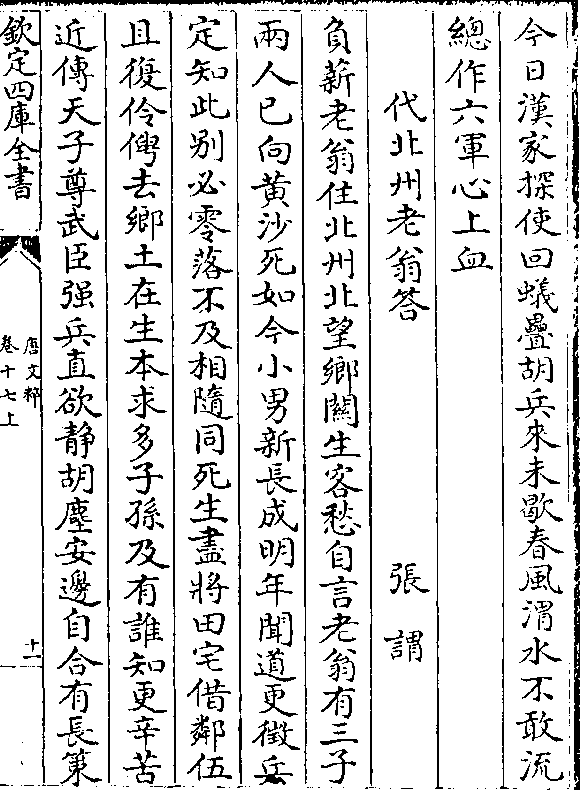 今日漢家探使回蟻疊胡兵來未歇春風渭水不敢流
總作六軍心上血
代北州老翁答 張謂
負薪老翁住北州北望鄉關生客愁自言老翁有三子
兩人已向黄沙死如今小男新長成明年聞道更徵兵
定知此别必零落不及相隨同死生盡將田宅借鄰伍
且復伶俜去鄉土在生本求多子孫及有誰知更辛苦
近傳天子尊武臣强兵直欲静胡塵安邊自合有長策
欽定四庫全書
唐文粹
卷十七上
十一